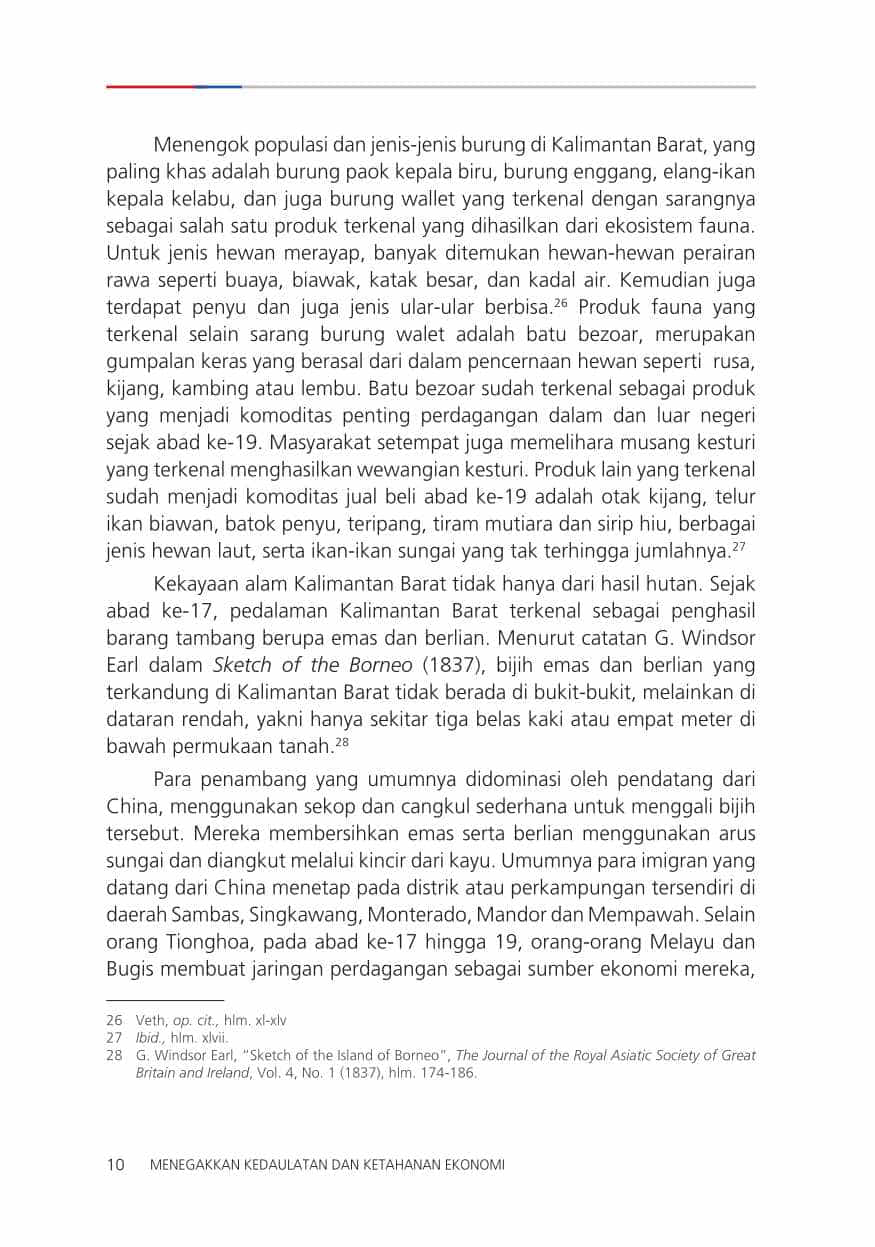 Menengok populasi dan jenis-jenis burung di Kalimantan Barat, yang
paling khas adalah burung paok kepala biru, burung enggang, elang-ikan
kepala kelabu, dan juga burung wallet yang terkenal dengan sarangnya
sebagai salah satu produk terkenal yang dihasilkan dari ekosistem fauna.
Untuk jenis hewan merayap, banyak ditemukan hewan-hewan perairan
rawa seperti buaya, biawak, katak besar, dan kadal air. Kemudian juga
terdapat penyu dan juga jenis ular-ular berbisa.26 Produk fauna yang
terkenal selain sarang burung walet adalah batu bezoar, merupakan
gumpalan keras yang berasal dari dalam pencernaan hewan seperti  rusa,
kijang, kambing atau lembu. Batu bezoar sudah terkenal sebagai produk
yang menjadi komoditas penting perdagangan dalam dan luar negeri
sejak abad ke-19. Masyarakat setempat juga memelihara musang kesturi
yang terkenal menghasilkan wewangian kesturi. Produk lain yang terkenal
sudah menjadi komoditas jual beli abad ke-19 adalah otak kijang, telur
ikan biawan, batok penyu, teripang, tiram mutiara dan sirip hiu, berbagai
jenis hewan laut, serta ikan-ikan sungai yang tak terhingga jumlahnya.27
Kekayaan alam Kalimantan Barat tidak hanya dari hasil hutan. Sejak
abad ke-17, pedalaman Kalimantan Barat terkenal sebagai penghasil
barang tambang berupa emas dan berlian. Menurut catatan G. Windsor
Earl dalam Sketch of the Borneo (1837), bijih emas dan berlian yang
terkandung di Kalimantan Barat tidak berada di bukit-bukit, melainkan di
dataran rendah, yakni hanya sekitar tiga belas kaki atau empat meter di
bawah permukaan tanah.28
Para penambang yang umumnya didominasi oleh pendatang dari
China, menggunakan sekop dan cangkul sederhana untuk menggali bijih
tersebut. Mereka membersihkan emas serta berlian menggunakan arus
sungai dan diangkut melalui kincir dari kayu. Umumnya para imigran yang
datang dari China menetap pada distrik atau perkampungan tersendiri di
daerah Sambas, Singkawang, Monterado, Mandor dan Mempawah. Selain
orang Tionghoa, pada abad ke-17 hingga 19, orang-orang Melayu dan
Bugis membuat jaringan perdagangan sebagai sumber ekonomi mereka,
26 Veth, op. cit., hlm. xl-xlv
27 Ibid., hlm. xlvii.
28 G. Windsor Earl, “Sketch of the Island of Borneo”, The Journal of the Royal Asiatic Society of Great
Britain and Ireland, Vol. 4, No. 1 (1837), hlm. 174-186.
10 MENEGAKKAN KEDAULATAN DAN KETAHANAN EKONOMI